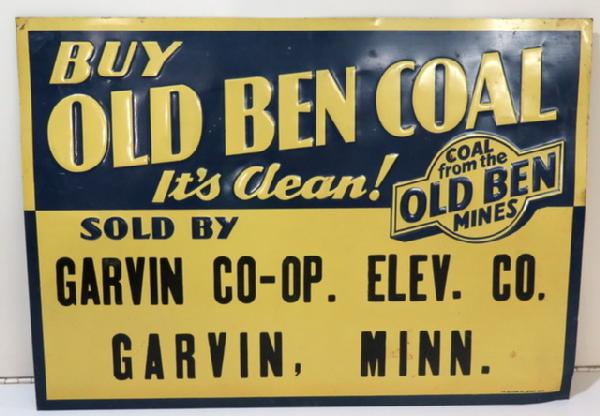 BUY
OLD BEN COAL
It's Clean!
COAL
from the
OLD BEN
MINES
SOLD BY
GARVIN CO-OP. ELEV. CO.
GARVIN, MINN.